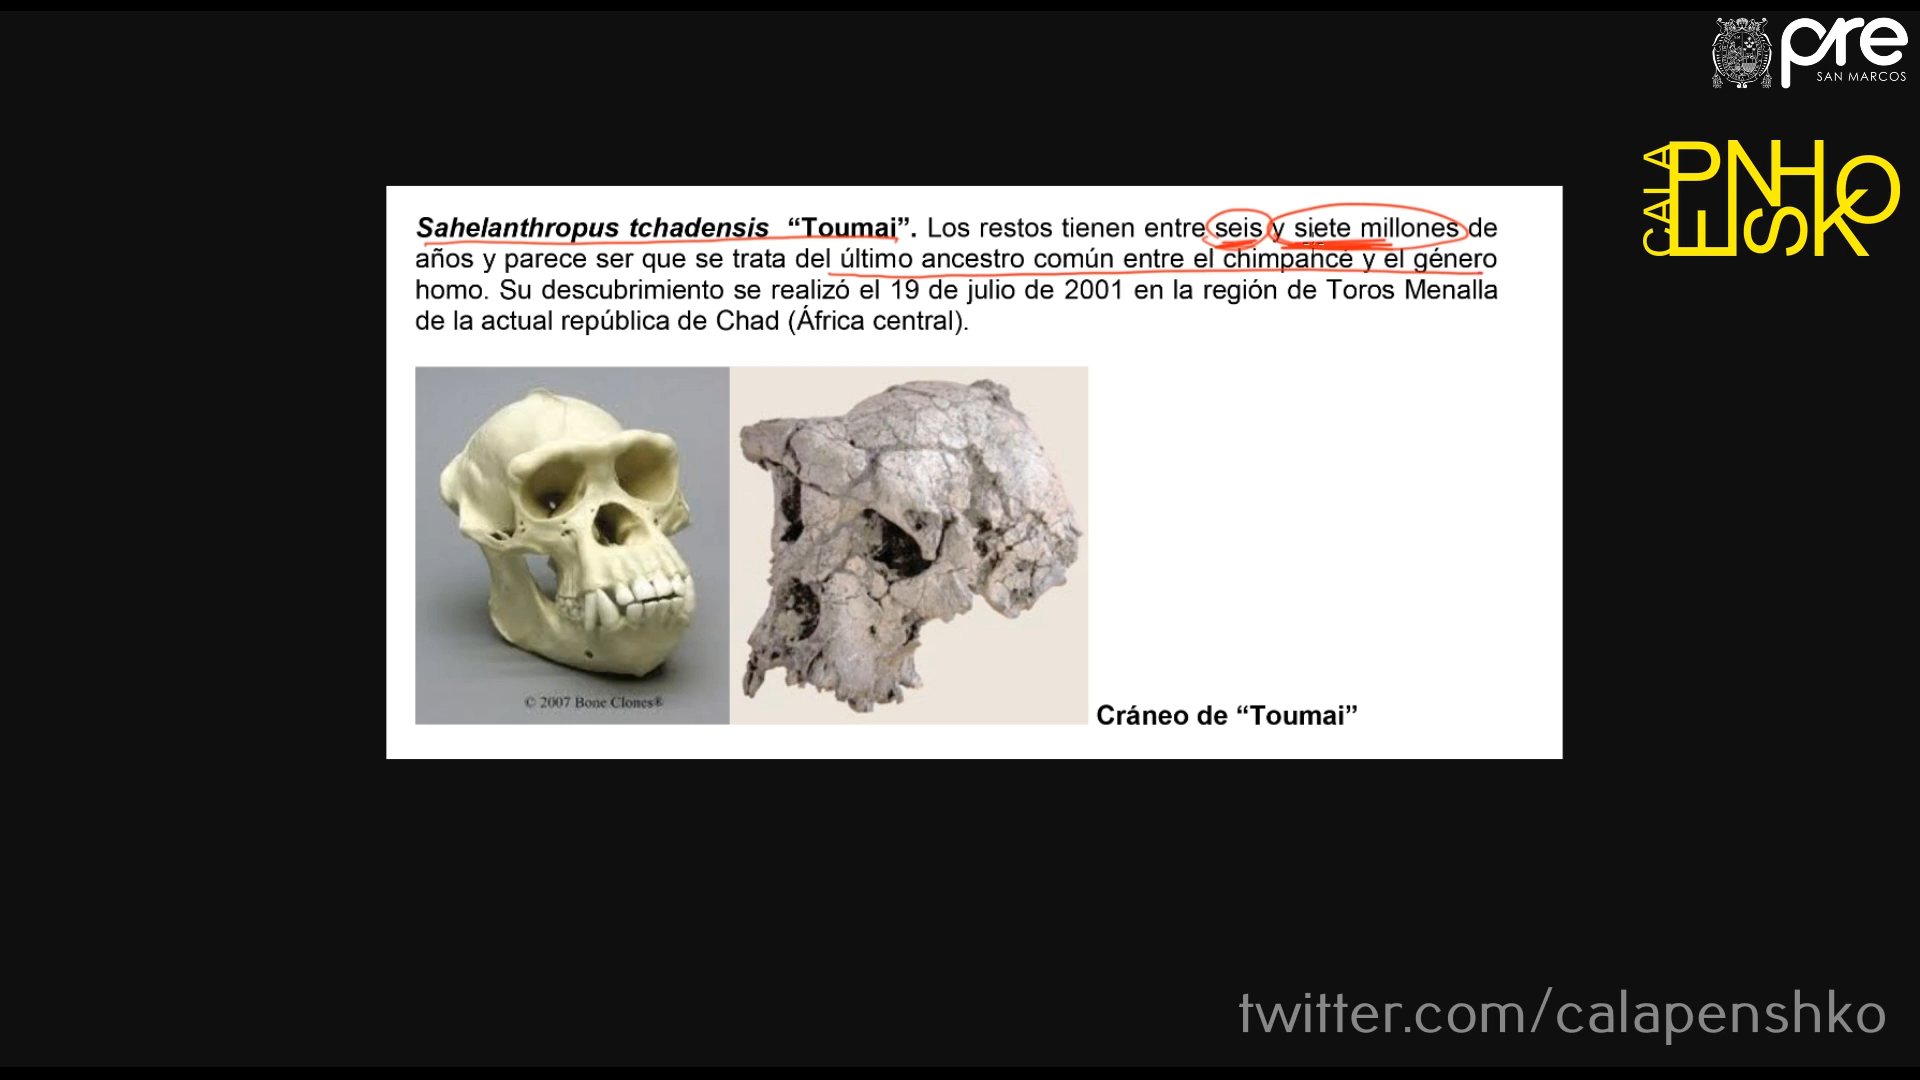 pre
SAN MARCOS
CALA
PENSHKO
Sahelanthropus tchadensis “Toumai”. Los restos tienen entre seis y siete millones de
años y parece ser que se trata del último ancestro común entre el chimpancé y el género
homo. Su descubrimiento se realizó el 19 de julio de 2001 en la región de Toros Menalla
de la actual república de Chad (África central).
© 2007 Bone Clones®
Cráneo de “Toumai”
twitter.com/calapenshko